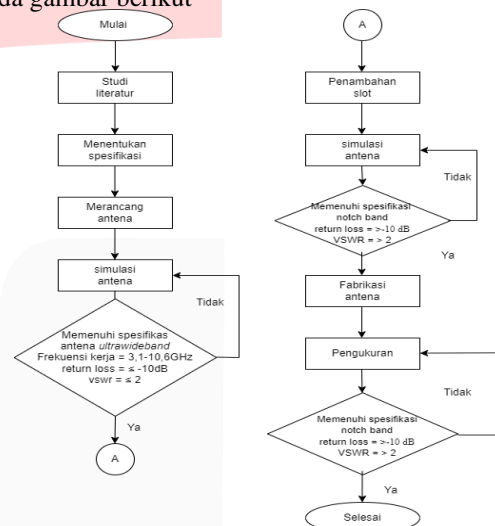 da gambar berikut
Mulai
Studi
literatur
Menentukan
spesifikasi
Merancang
antena
simulasi
antena
Tidak
Memenuhi spesifikas
antena ultrawideband
Frekuensi kerja = 3,1-10,6GHz
return loss = ≤ -10dB
vswr = ≤ 2
Ya
A
A
Penambahan
slot
simulasi
antena
Tidak
Memenuhi spesifikasi
notch band
return loss = >-10 dB
VSWR = > 2
Ya
Fabrikasi
antena
Pengukuran
Tidak
Memenuhi spesifikasi
notch band
return loss = >-10 dB
VSWR = > 2
Ya
Selesai